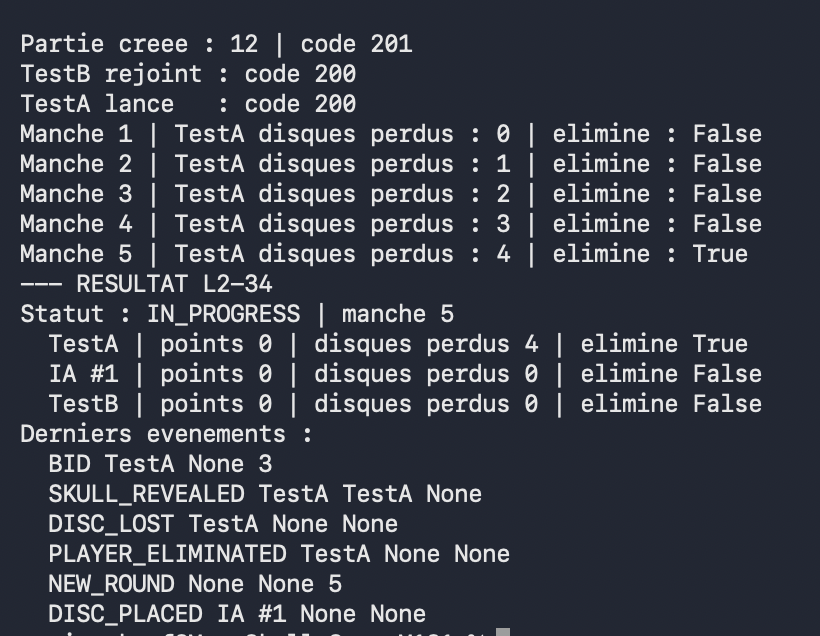 Partie creee : 12 | code 201
TestB rejoint : code 200
TestA lance   : code 200
Manche 1 | TestA disques perdus : 0 | elimine : False
Manche 2 | TestA disques perdus : 1 | elimine : False
Manche 3 | TestA disques perdus : 2 | elimine : False
Manche 4 | TestA disques perdus : 3 | elimine : False
Manche 5 | TestA disques perdus : 4 | elimine : True
--- RESULTAT L2-34
Statut : IN_PROGRESS | manche 5
  TestA | points 0 | disques perdus 4 | elimine True
  IA #1 | points 0 | disques perdus 0 | elimine False
  TestB | points 0 | disques perdus 0 | elimine False
Derniers evenements :
  BID TestA None 3
  SKULL_REVEALED TestA TestA None
  DISC_LOST TestA None None
  PLAYER_ELIMINATED TestA None None
  NEW_ROUND None None 5
  DISC_PLACED IA #1 None None